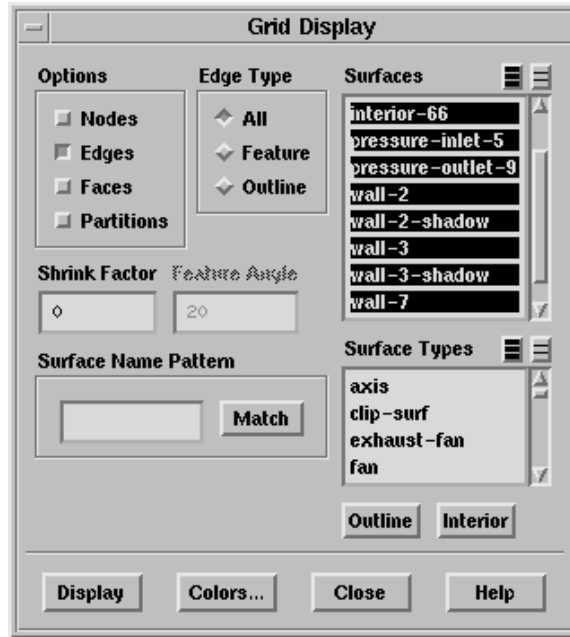 Grid Display
Options
Nodes
Edges
Faces
Partitions
Edge Type
All
Feature
Outline
Surfaces
interior-66
pressure-inlet-5
pressure-outlet-9
wall-2
wall-2-shadow
wall-3
wall-3-shadow
wall-7
Shrink Factor
0
Feature Angle
20
Surface Name Pattern
Match
Surface Types
axis
clip-surf
exhaust-fan
fan
Outline
Interior
Display
Colors...
Close
Help